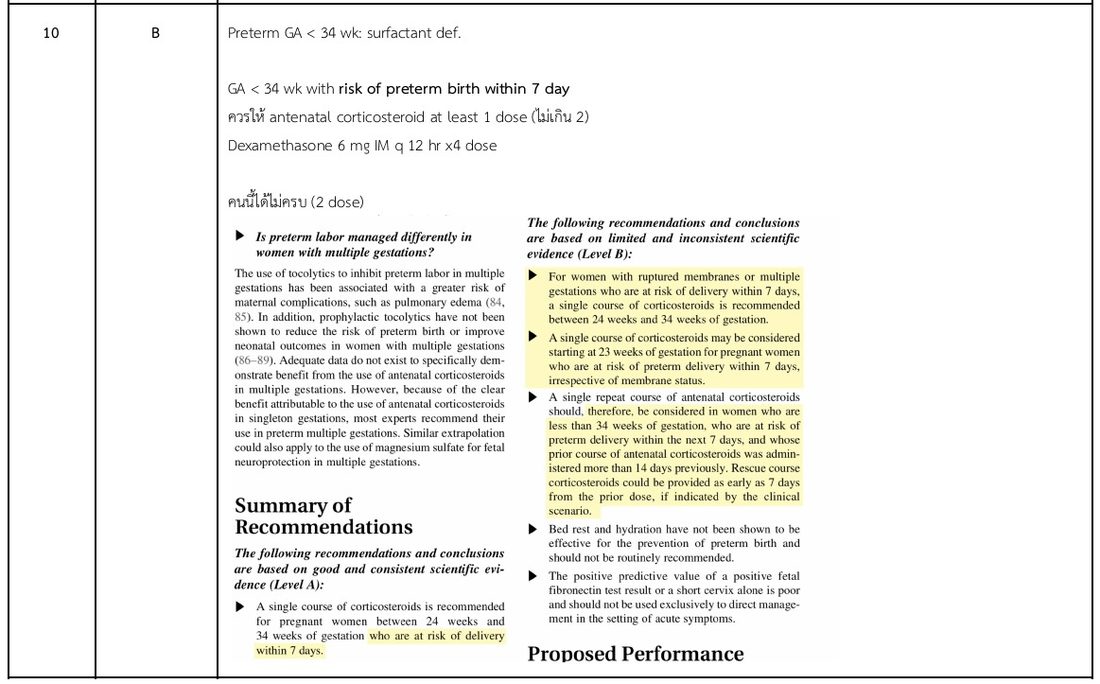 10
B
Preterm GA < 34 wk: surfactant def.
GA < 34 wk with risk of preterm birth within 7 day
ควรให้ antenatal corticosteroid at least 1 dose (ไม่เกิน 2)
Dexamethasone 6 mg IM q 12 hr x4 dose
คนนี้ได้ไม่ครบ (2 dose)
▶ Is preterm labor managed differently in
women with multiple gestations?
The use of tocolytics to inhibit preterm labor in multiple
gestations has been associated with a greater risk of
maternal complications, such as pulmonary edema (84,
85). In addition, prophylactic tocolytics have not been
shown to reduce the risk of preterm birth or improve
neonatal outcomes in women with multiple gestations
(86–89). Adequate data do not exist to specifically dem-
onstrate benefit from the use of antenatal corticosteroids
in multiple gestations. However, because of the clear
benefit attributable to the use of antenatal corticosteroids
in singleton gestations, most experts recommend their
use in preterm multiple gestations. Similar extrapolation
could also apply to the use of magnesium sulfate for fetal
neuroprotection in multiple gestations.
Summary of
Recommendations
The following recommendations and conclusions
are based on good and consistent scientific evi-
dence (Level A):
▶ A single course of corticosteroids is recommended
for pregnant women between 24 weeks and
34 weeks of gestation who are at risk of delivery
within 7 days.
The following recommendations and conclusions
are based on limited and inconsistent scientific
evidence (Level B):
▶ For women with ruptured membranes or multiple
gestations who are at risk of delivery within 7 days,
a single course of corticosteroids is recommended
between 24 weeks and 34 weeks of gestation.
▶ A single course of corticosteroids may be considered
starting at 23 weeks of gestation for pregnant women
who are at risk of preterm delivery within 7 days,
irrespective of membrane status.
▶ A single repeat course of antenatal corticosteroids
should, therefore, be considered in women who are
less than 34 weeks of gestation, who are at risk of
preterm delivery within the next 7 days, and whose
prior course of antenatal corticosteroids was admin-
istered more than 14 days previously. Rescue course
corticosteroids could be provided as early as 7 days
from the prior dose, if indicated by the clinical
scenario.
▶ Bed rest and hydration have not been shown to be
effective for the prevention of preterm birth and
should not be routinely recommended.
▶ The positive predictive value of a positive fetal
fibronectin test result or a short cervix alone is poor
and should not be used exclusively to direct manage-
ment in the setting of acute symptoms.
Proposed Performance